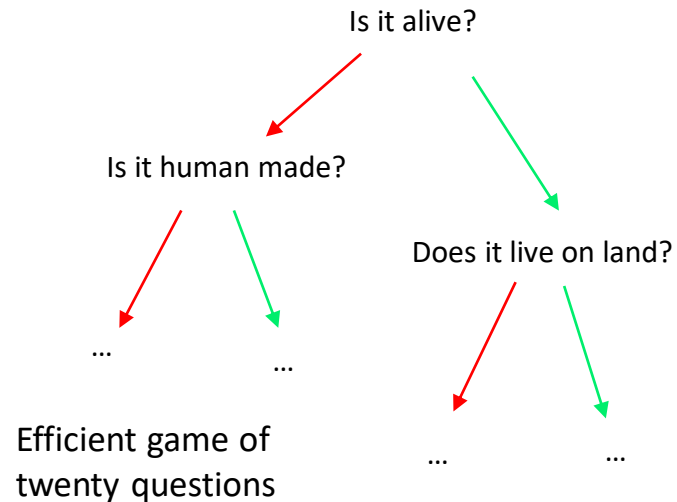 Is it alive?
Is it human made?
Does it live on land?
...
...
...
...
Efficient game of
twenty questions